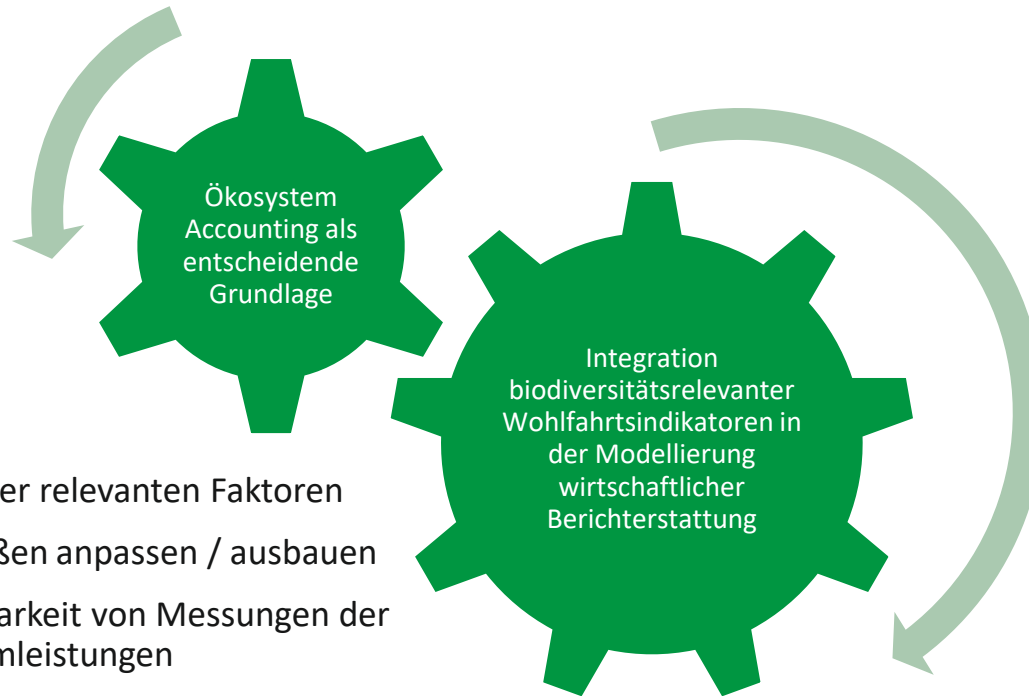 Ökosystem
Accounting als
entscheidende
Grundlage
Integration
biodiversitätsrelevanter
Wohlfahrtsindikatoren in
der Modellierung
wirtschaftlicher
Berichterstattung
er relevanten Faktoren
ßen anpassen / ausbauen
arkeit von Messungen der
mleistungen